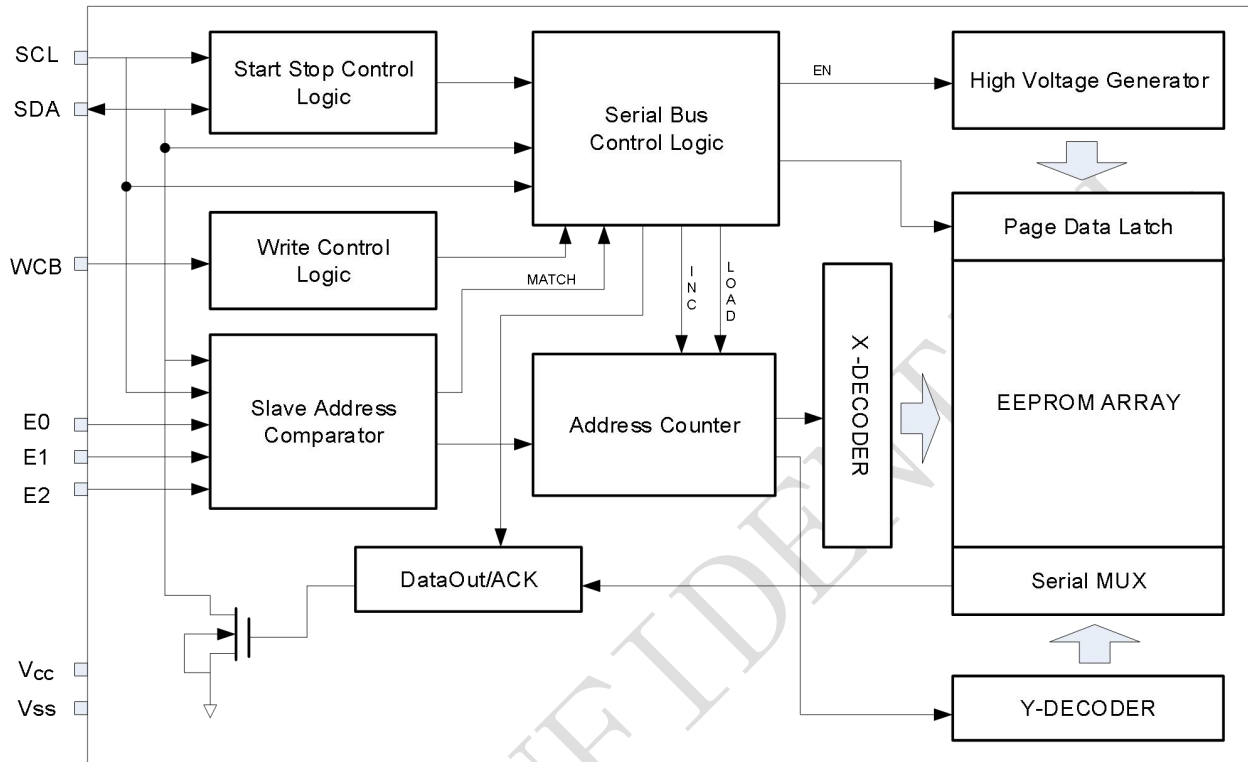 SCL
SDA
WCB
E0
E1
E2
Vcc
Vss
Start Stop Control
Logic
Write Control
Logic
Slave Address
Comparator
Serial Bus
Control Logic
MATCH
INC
LOAD
EN
High Voltage Generator
Page Data Latch
EEPROM ARRAY
Serial MUX
Address Counter
X -DECODER
DataOut/ACK
Y-DECODER